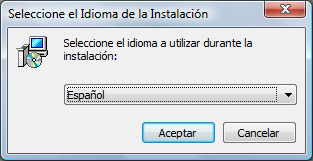 Seleccione el Idioma de la Instalación
Seleccione el idioma a utilizar durante la
instalación:
Español
Aceptar
Cancelar